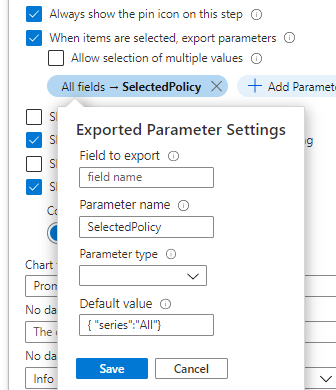 Always show the pin icon on this step
When items are selected, export parameters
Allow selection of multiple values
All fields → SelectedPolicy
Add Parame
Exported Parameter Settings
Field to export
field name
Parameter name
SelectedPolicy
Parameter type
Default value
{ "series":"All"}
Save
Cancel
Chart
Pron
No da
The
No da
Info